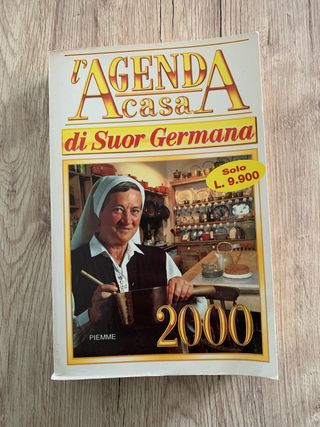 l'AGENDA
casa
di Suor Germana
Solo
L. 9.900
PIEMME
2000